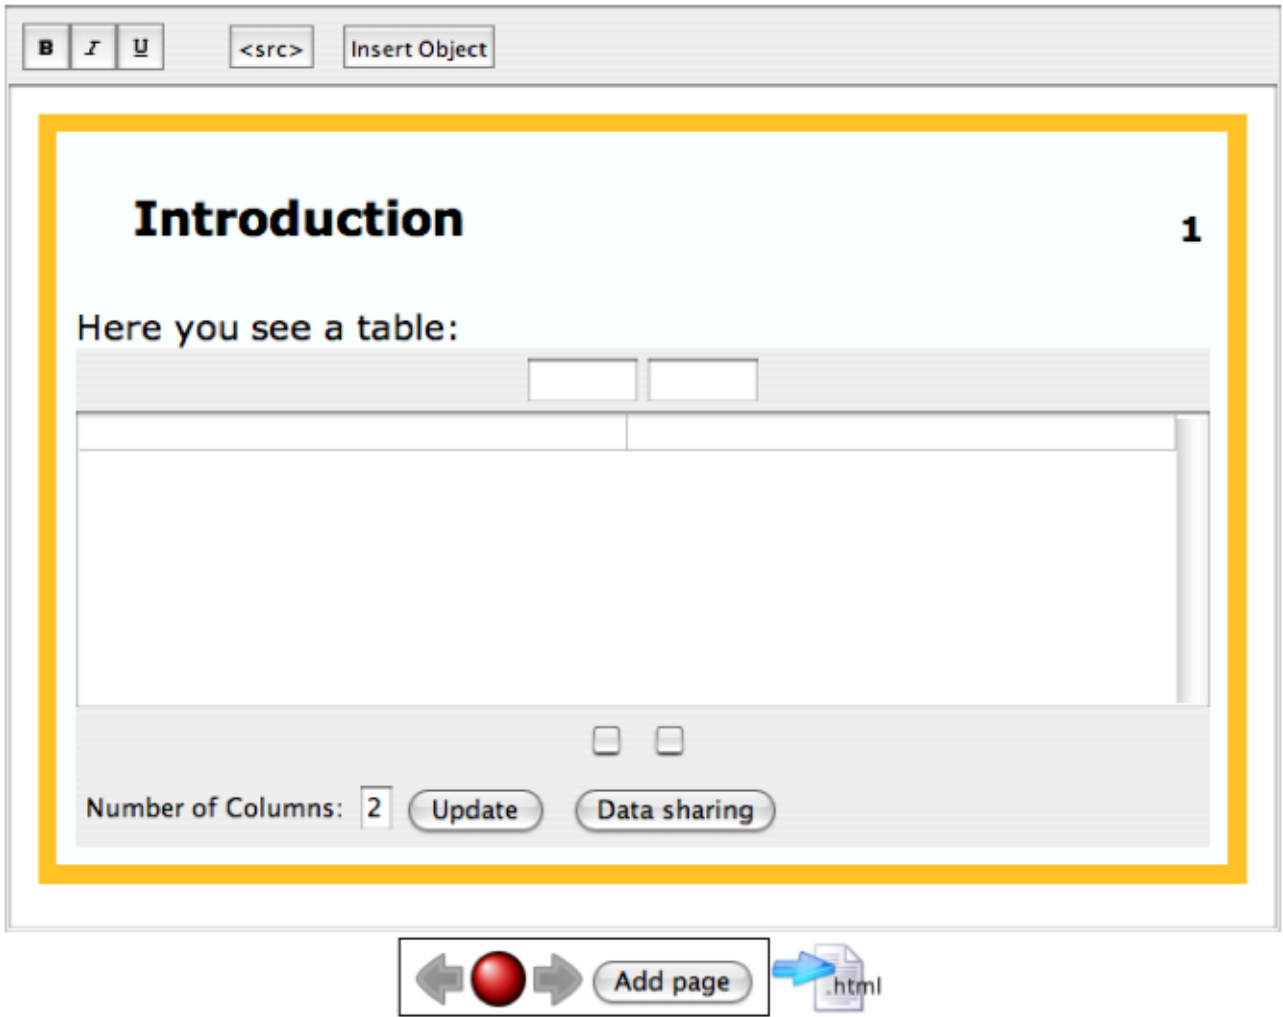 B I U <src> Insert Object
Introduction
1
Here you see a table:
Number of Columns: 2 Update Data sharing
Add page .html